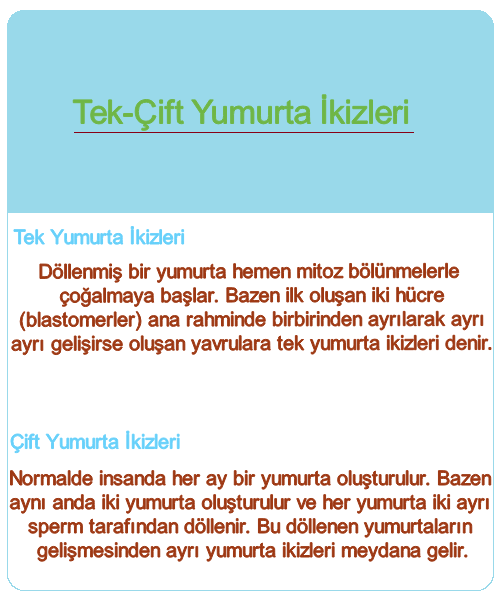 Tek-Çift Yumurta İkizleri
Tek Yumurta İkizleri
Döllenmiş bir yumurta hemen mitoz bölünmelerle
çoğalmaya başlar. Bazen ilk oluşan iki hücre
(blastomerler) ana rahminde birbirinden ayrılarak ayrı
ayrı gelişirse oluşan yavrulara tek yumurta ikizleri denir.
Çift Yumurta İkizleri
Normalde insanda her ay bir yumurta oluşturulur. Bazen
aynı anda iki yumurta oluşturulur ve her yumurta iki ayrı
sperm tarafından döllenir. Bu döllenen yumurtaların
gelişmesinden ayrı yumurta ikizleri meydana gelir.